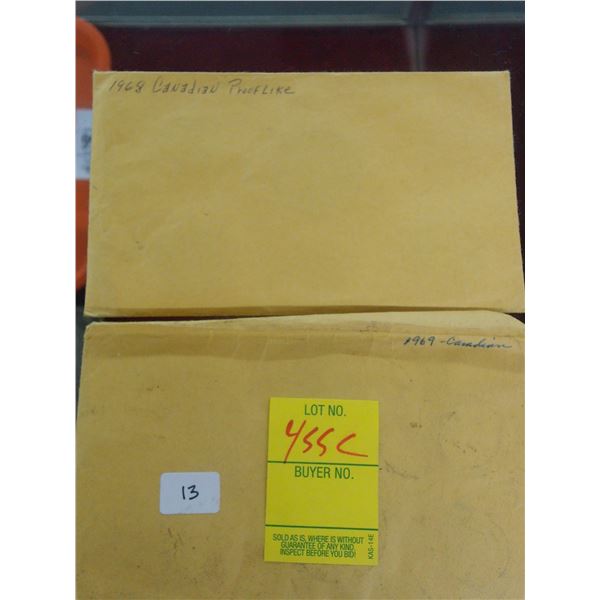 1968 Canadian Prooflike
1969 - Canadian
LOT NO.
455C
BUYER NO.
13
SOLD AS IS, WHERE IS WITHOUT
GUARANTEE OF ANY KIND.
INSPECT BEFORE YOU BID!
KAS-14E